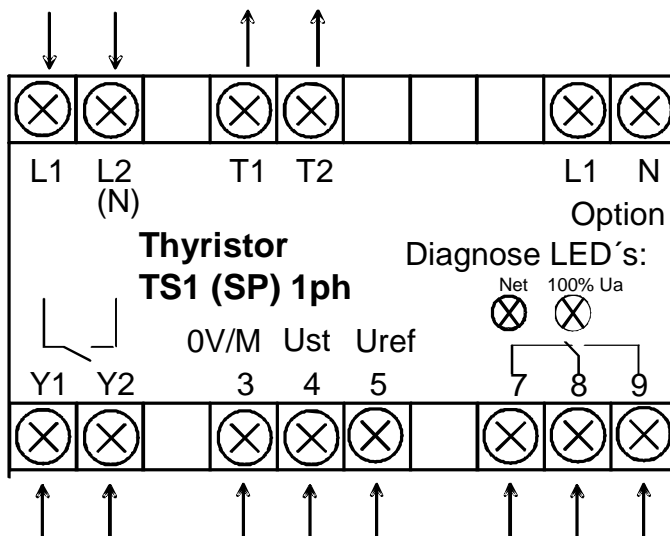 L1 L2 T1 T2 L1 N
(N)
Option
Thyristor
Diagnose LED´s:
TS1 (SP) 1ph
Net 100% Ua
0V/M Ust Uref
Y1 Y2 3 4 5 7 8 9